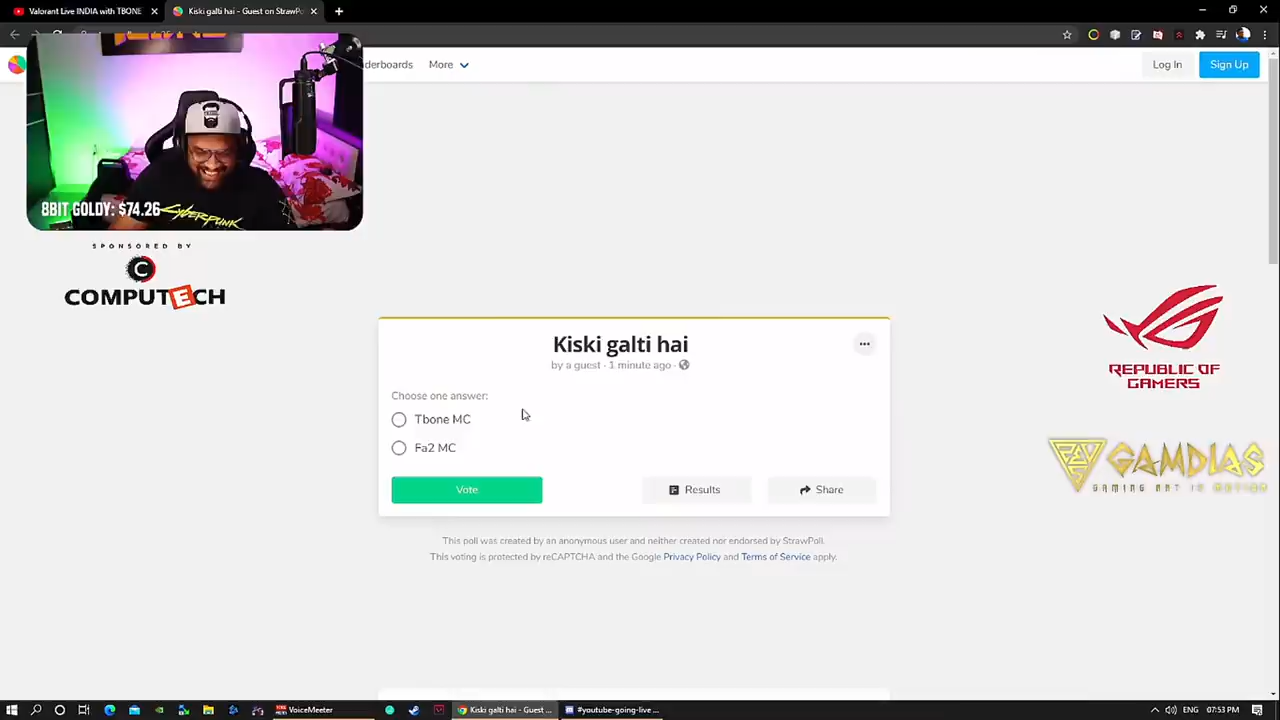 Valorant Live INDIA with TBONE
Kiski galti hai - Guest on StrawPo
derboards
More
Log In
Sign Up
8BIT GOLDY: $74.26
CYBERPUNK
SPONSORED BY
COMPUTECH
Kiski galti hai
by a guest · 1 minute ago ·
Choose one answer:
Tbone MC
Fa2 MC
Vote
Results
Share
This poll was created by an anonymous user and neither created nor endorsed by StrawPoll.
This voting is protected by reCAPTCHA and the Google Privacy Policy and Terms of Service apply.
REPUBLIC OF
GAMERS
GAMDIAS
GAMING ART IN MOTION
VoiceMeeter
Kiski galti hai - Guest ...
#youtube-going-live ...
ENG
07:53 PM